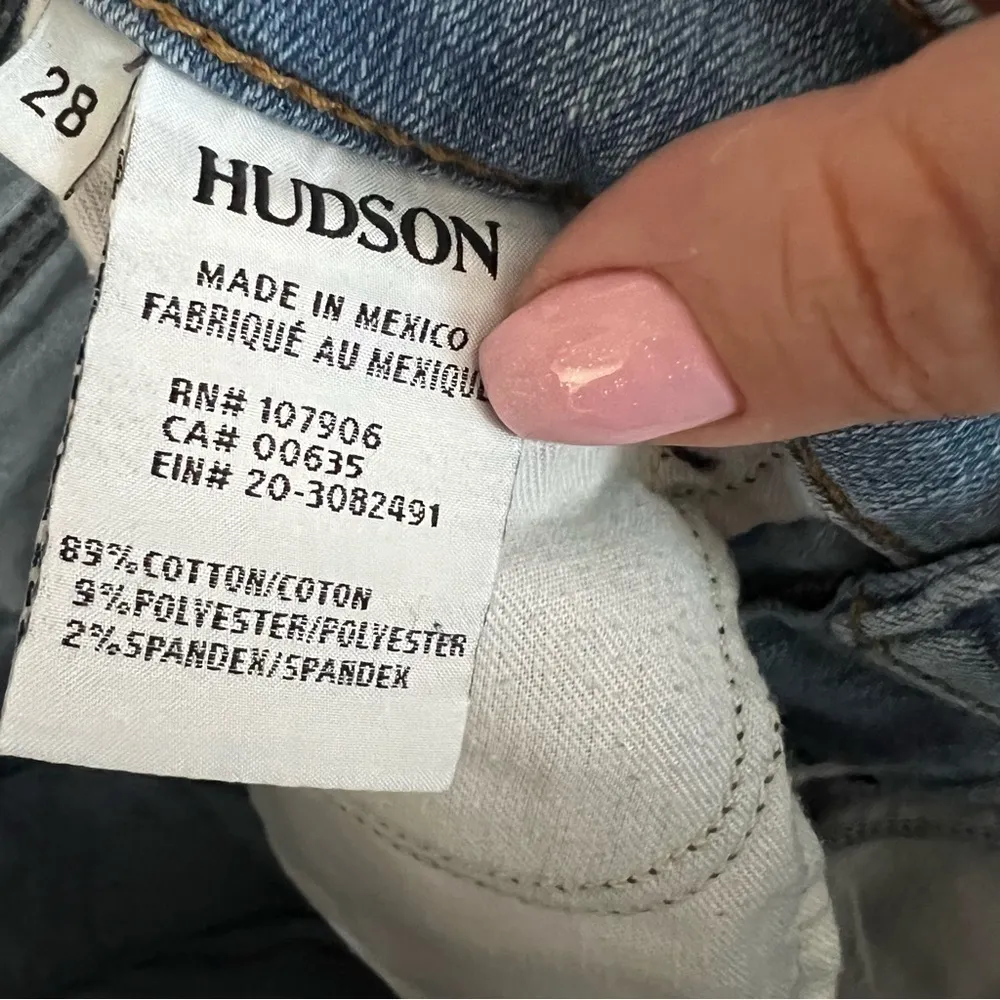 28
HUDSON
MADE IN MEXICO
FABRIQUÉ AU MEXIQUE
RN# 107906
CA# 00635
EIN# 20-3082491
89%COTTON/COTON
9%POLYESTER/POLYESTER
2%SPANDEX/SPANDEX